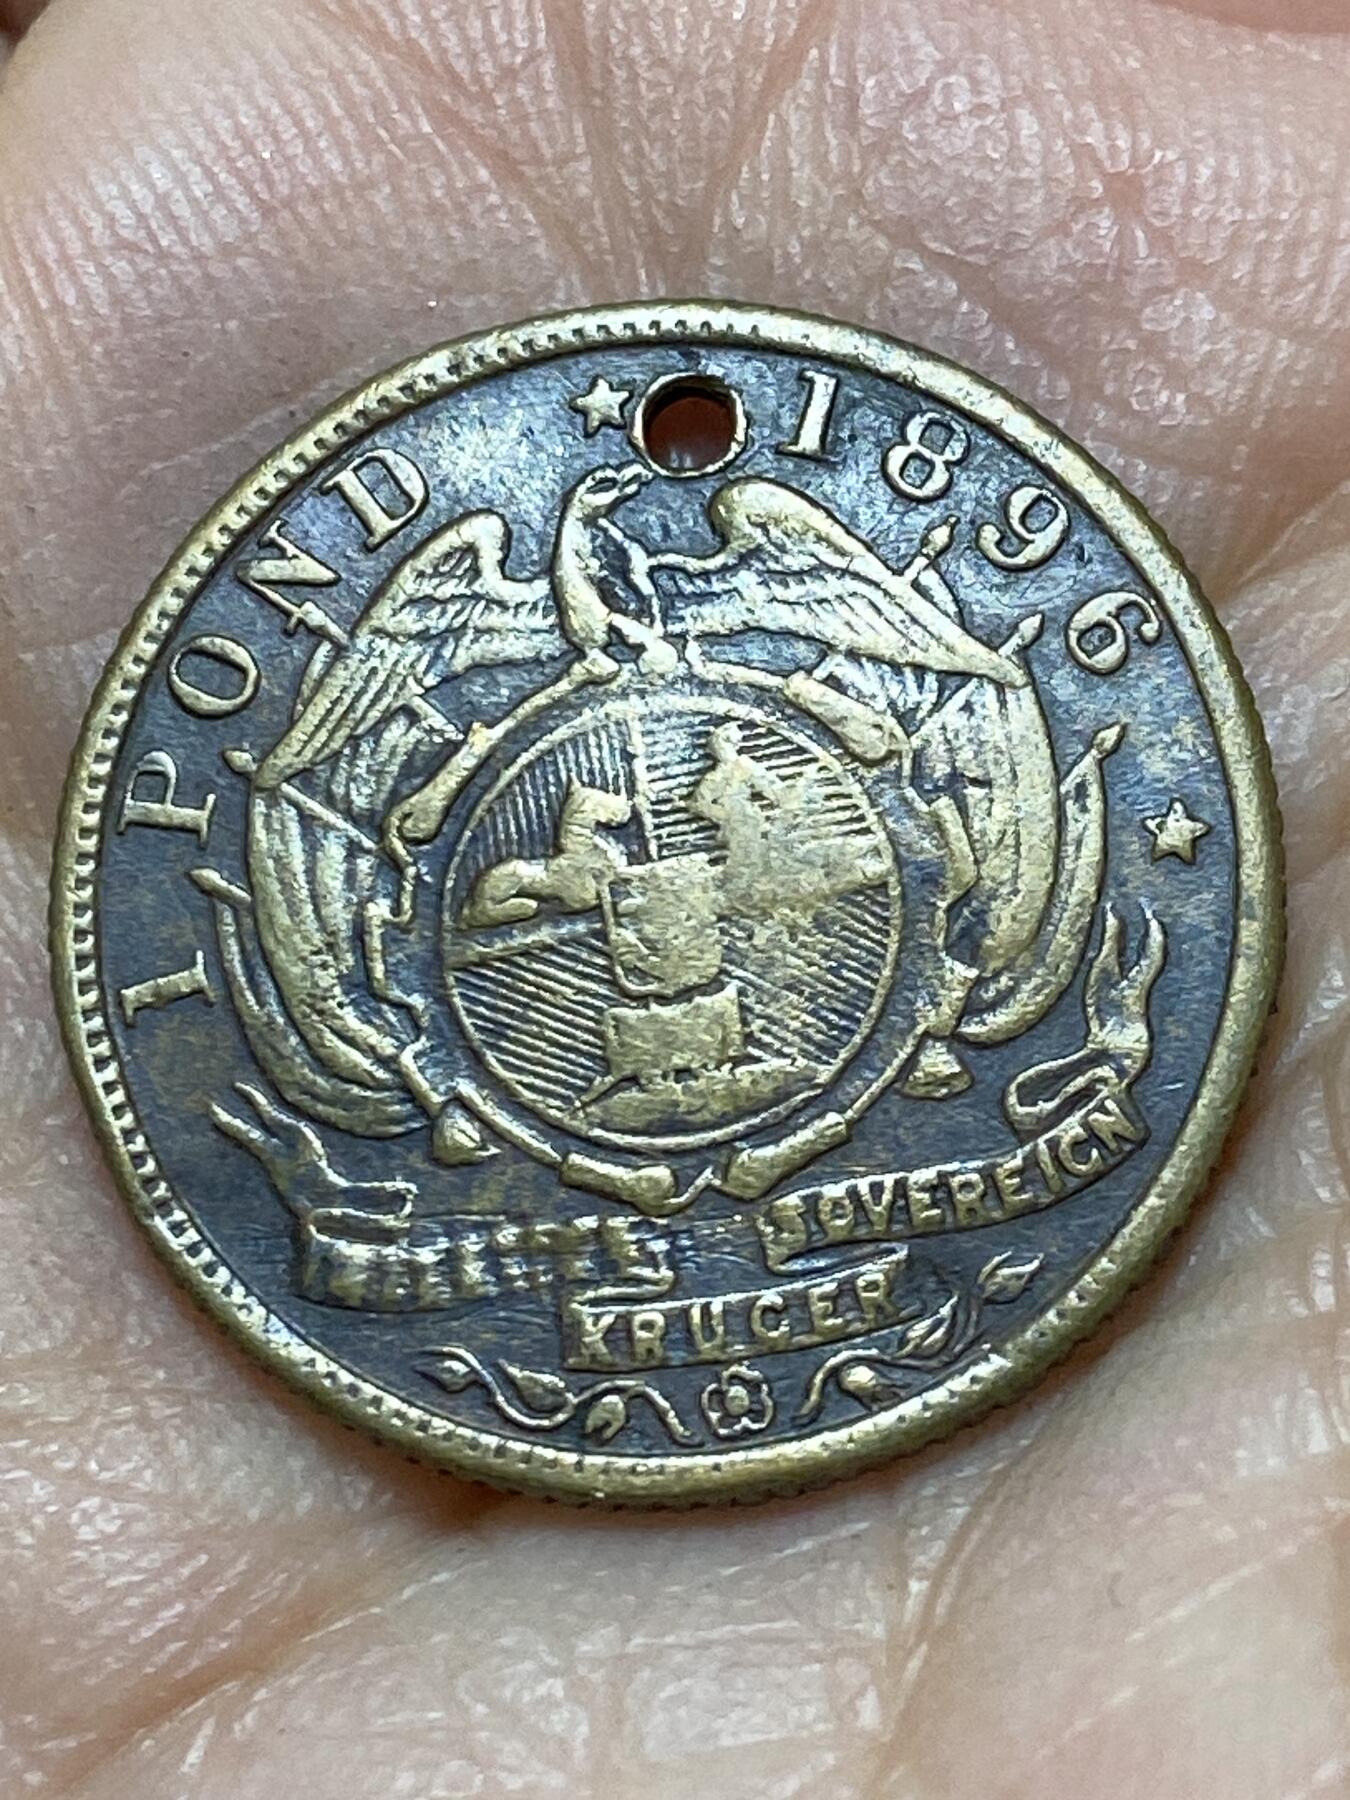 1 POND 1896
SOVEREIGN
KRUGER